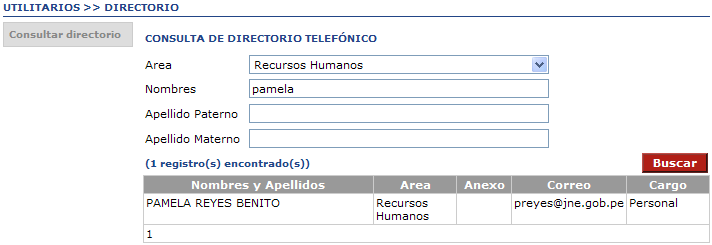 UTILITARIOS >> DIRECTORIO
Consultar directorio
CONSULTA DE DIRECTORIO TELEFÓNICO
Area Recursos Humanos
Nombres pamela
Apellido Paterno
Apellido Materno
(1 registro(s) encontrado(s)) Buscar
Nombres y Apellidos Area Anexo Correo Cargo
PAMELA REYES BENITO Recursos preyes@jne.gob.pe Personal
Humanos
1